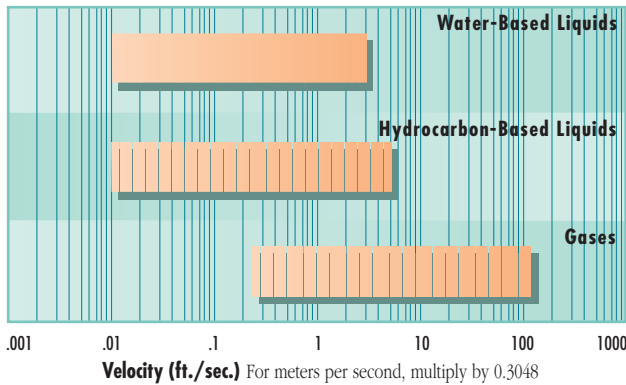 Water-Based Liquids
Hydrocarbon-Based Liquids
Gases
.001 .01 .1 1 10 100 1000
Velocity (ft./sec.) For meters per second, multiply by 0.3048